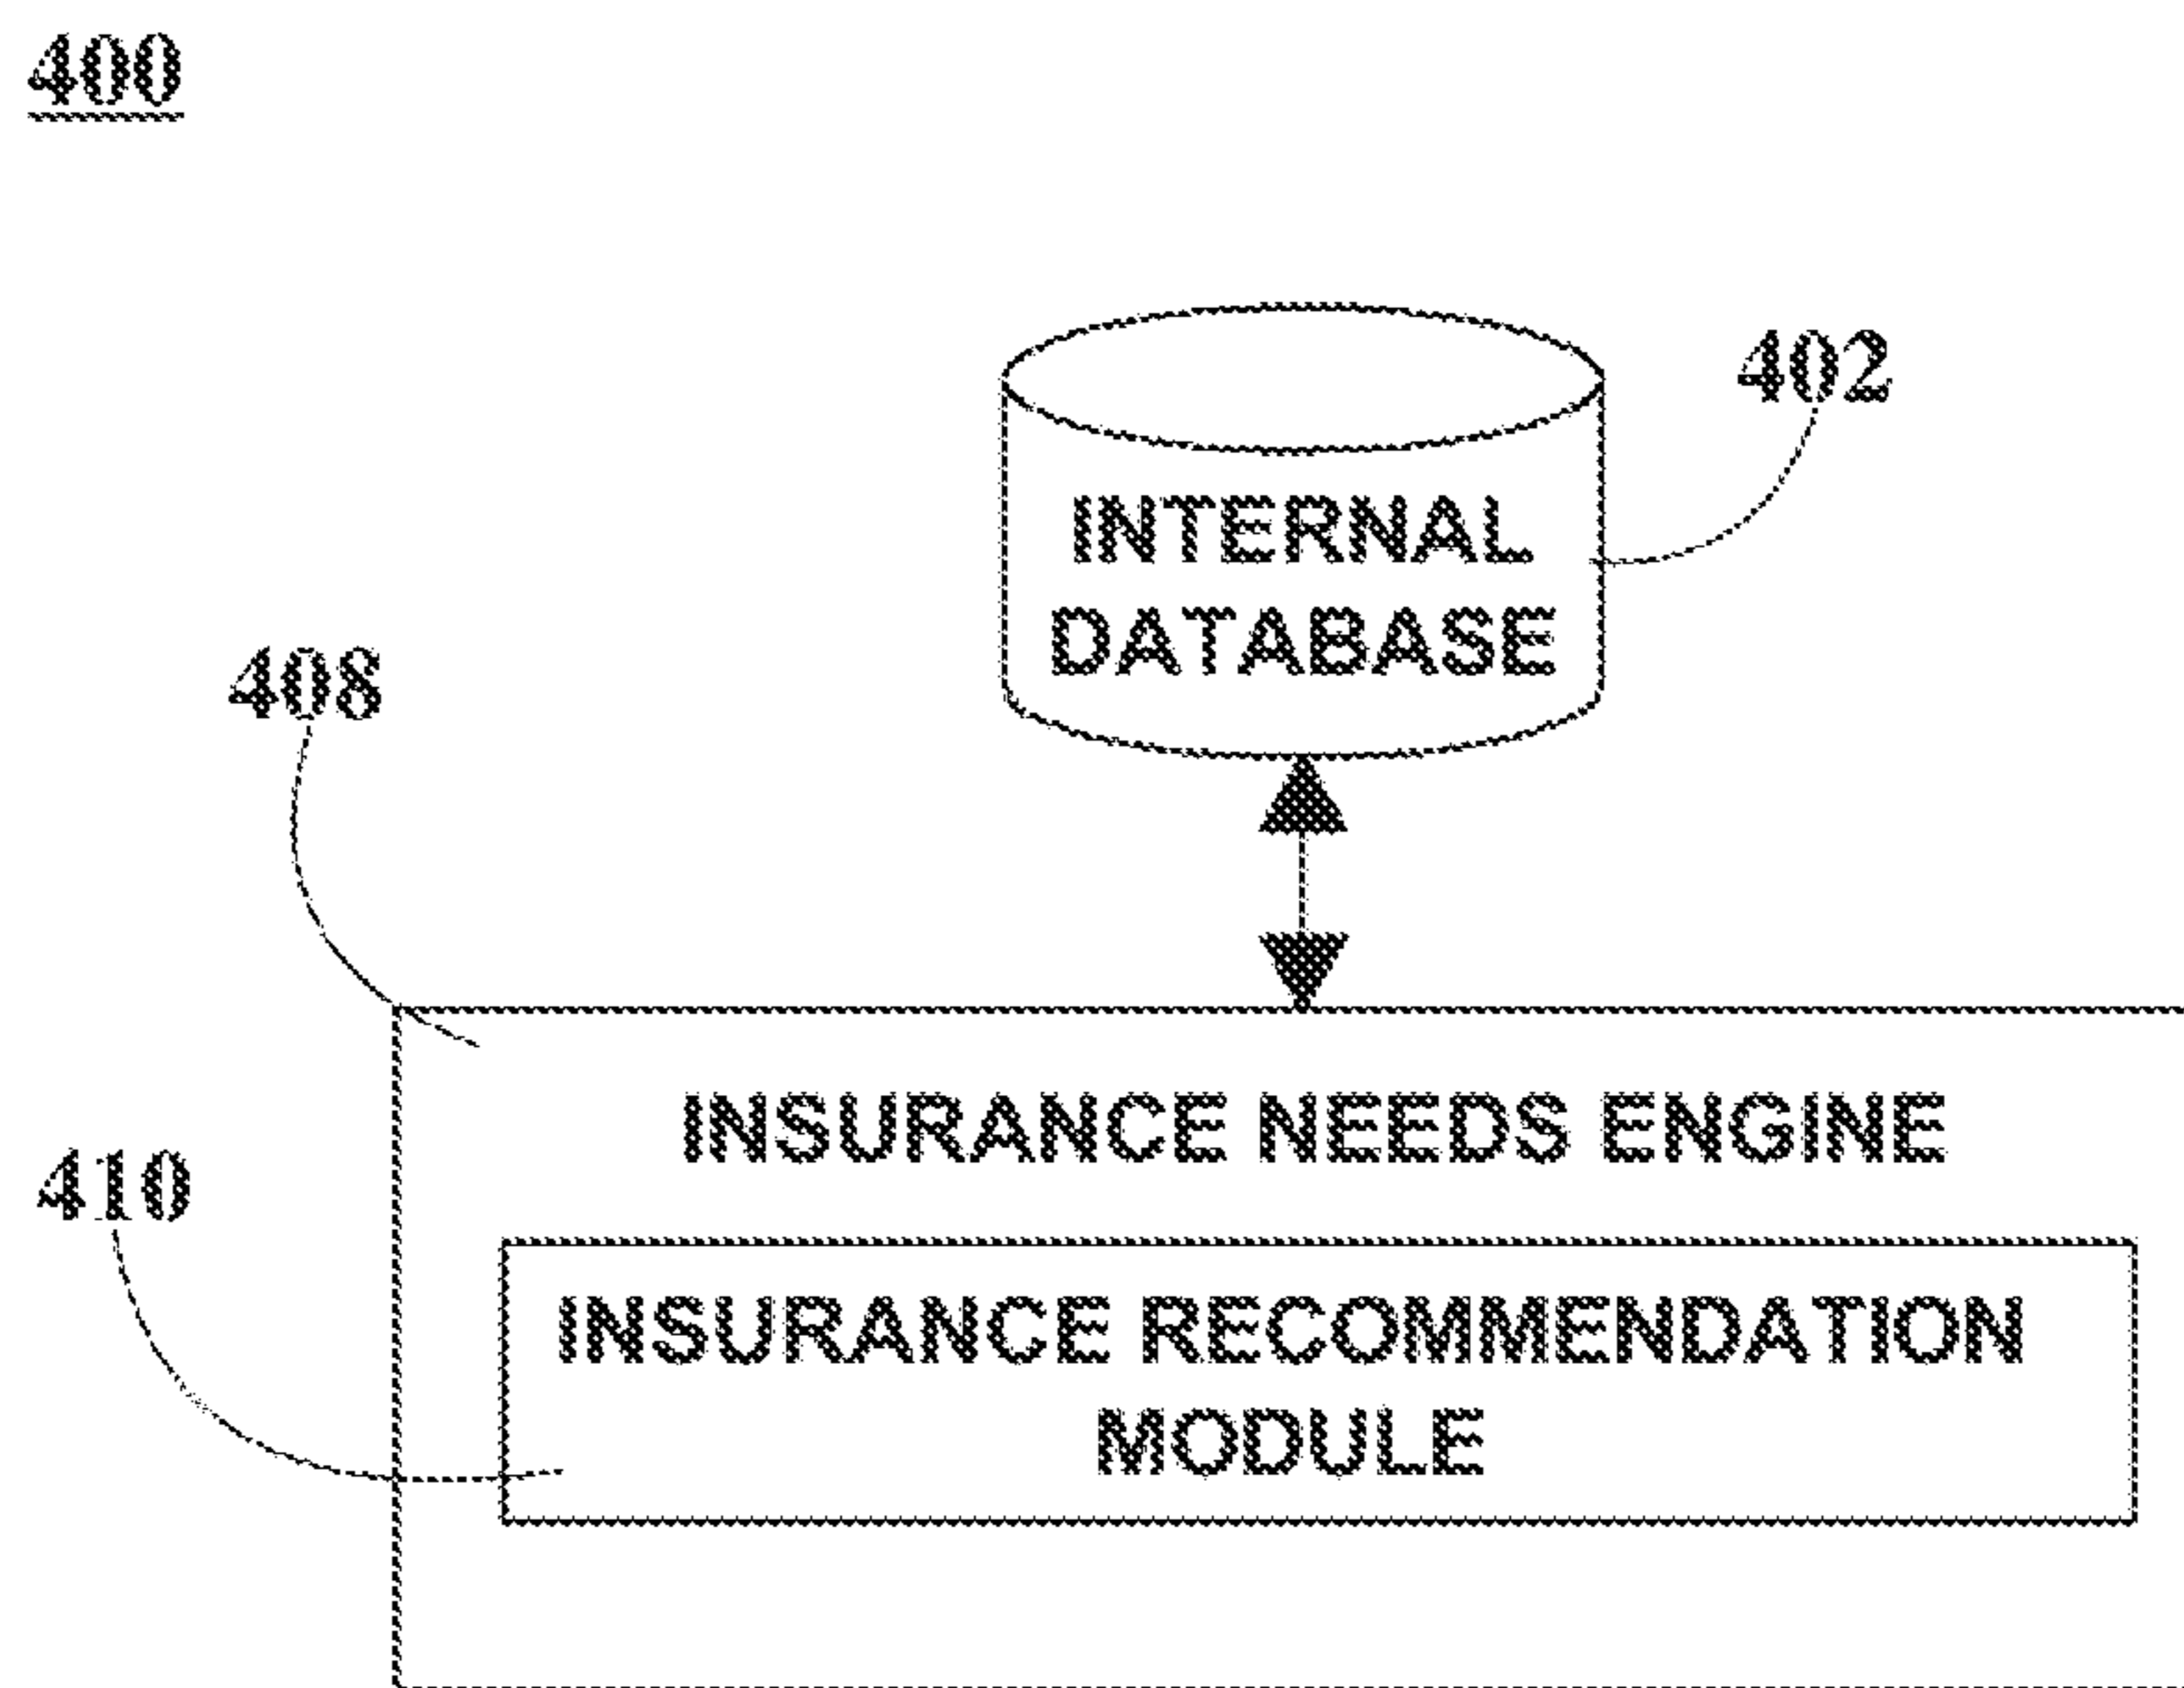 400
402
INTERNAL
DATABASE
408
INSURANCE NEEDS ENGINE
410
INSURANCE RECOMMENDATION
MODULE